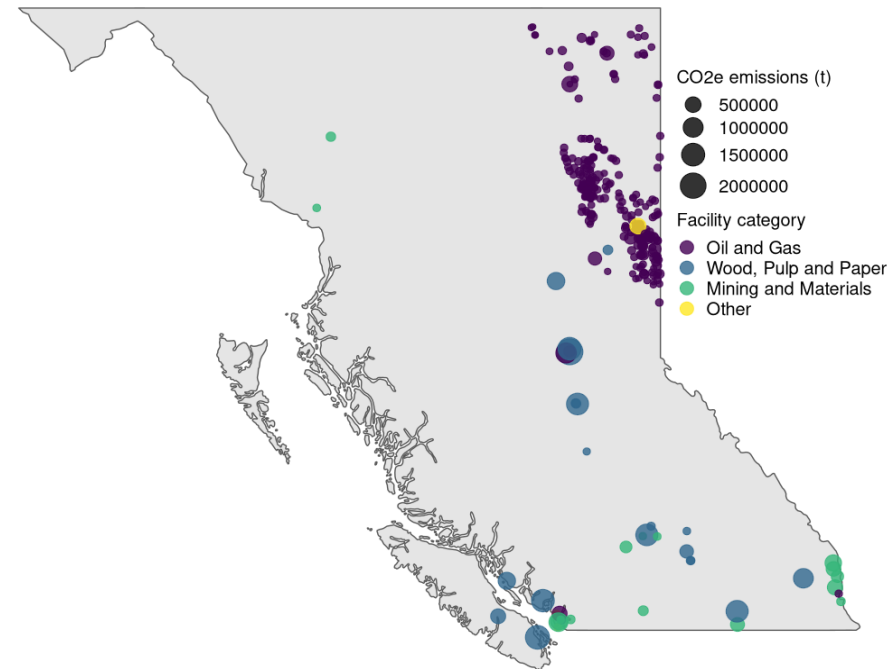 CO2e emissions (t)
500000
1000000
1500000
2000000
Facility category
Oil and Gas
Wood, Pulp and Paper
Mining and Materials
Other